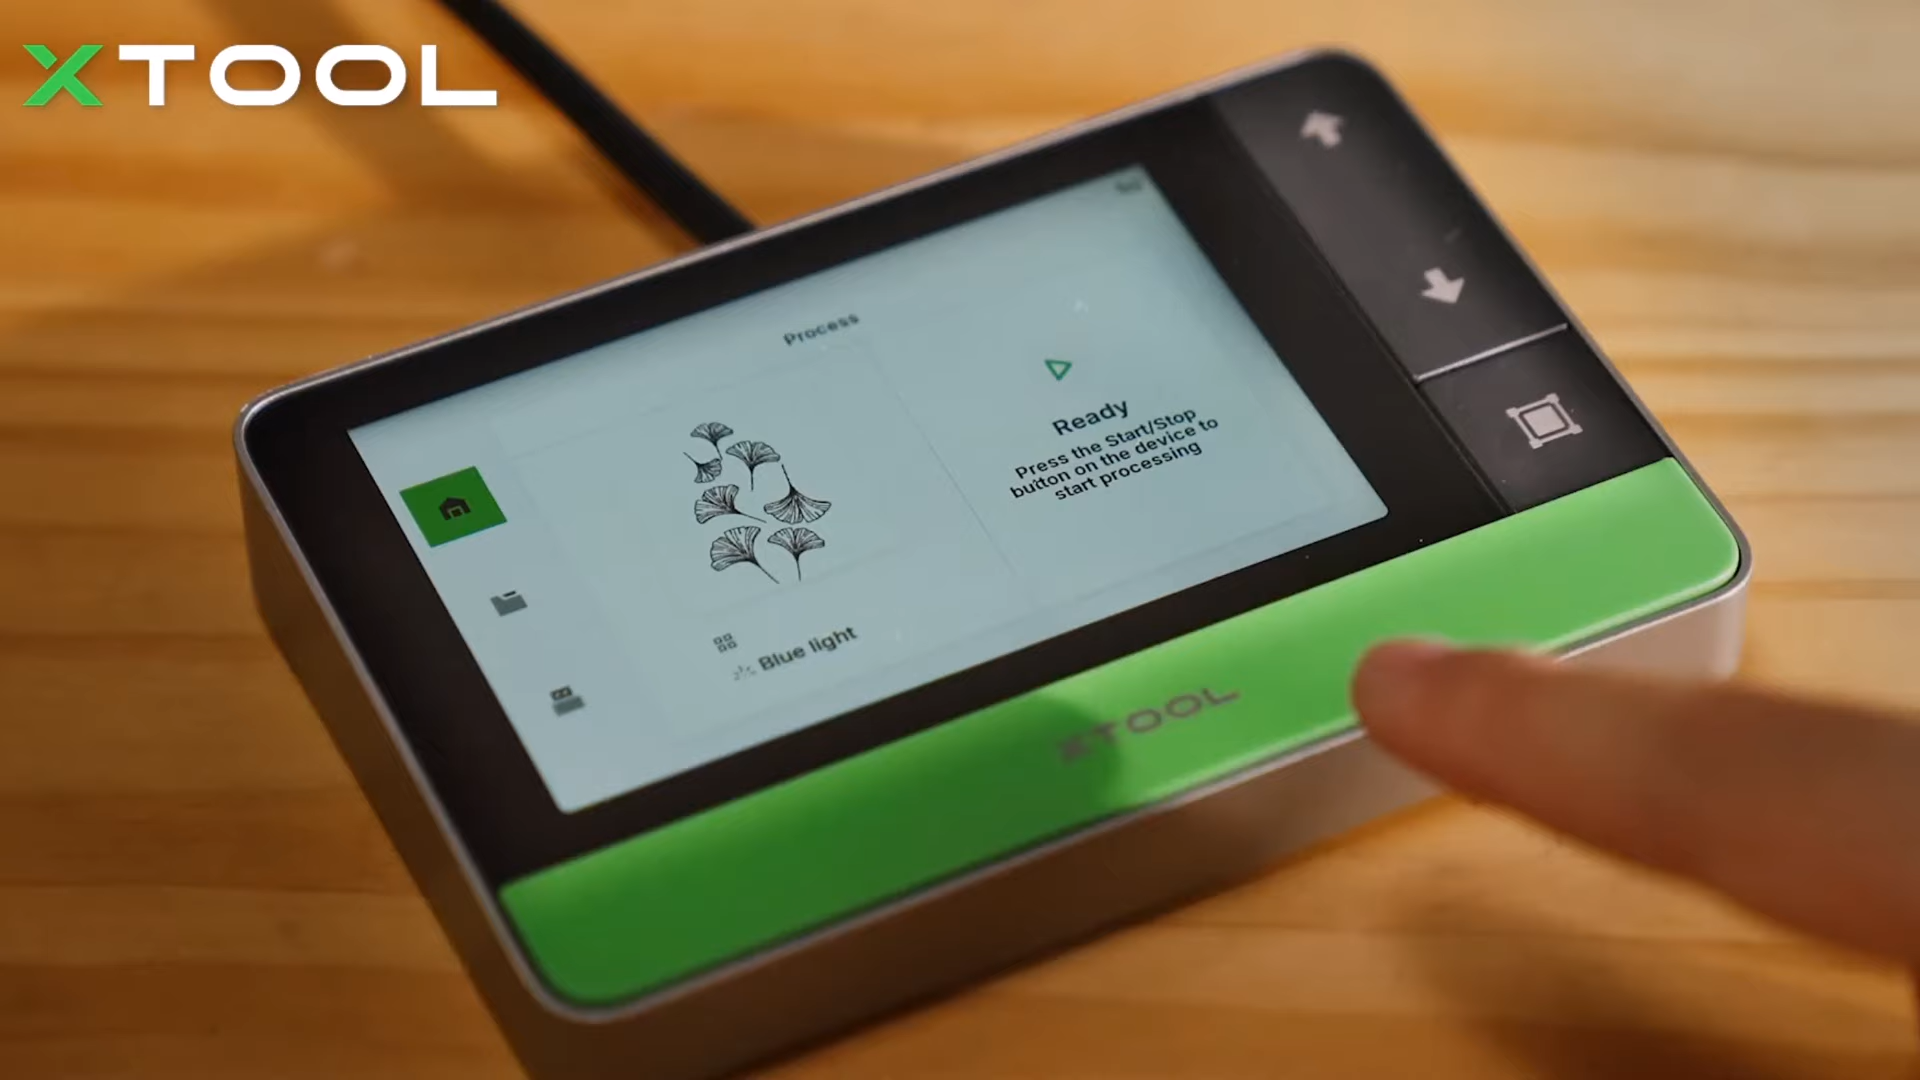 XTOOL
Process
Ready
Press the Start/Stop
button on the device to
start processing
Blue light
XTOOL